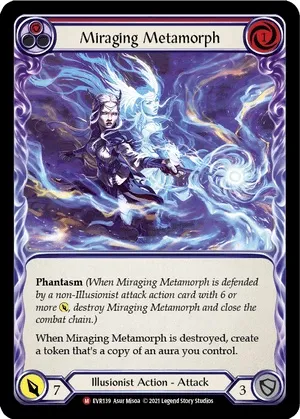 Miraging Metamorph
1
Phantasm (When Miraging Metamorph is defended
by a non-Illusionist attack action card with 6 or
more , destroy Miraging Metamorph and close the
combat chain.)
When Miraging Metamorph is destroyed, create
a token that's a copy of an aura you control.
7
Illusionist Action - Attack
3
M EVR139 Asur Misoa © 2021 Legend Story Studios